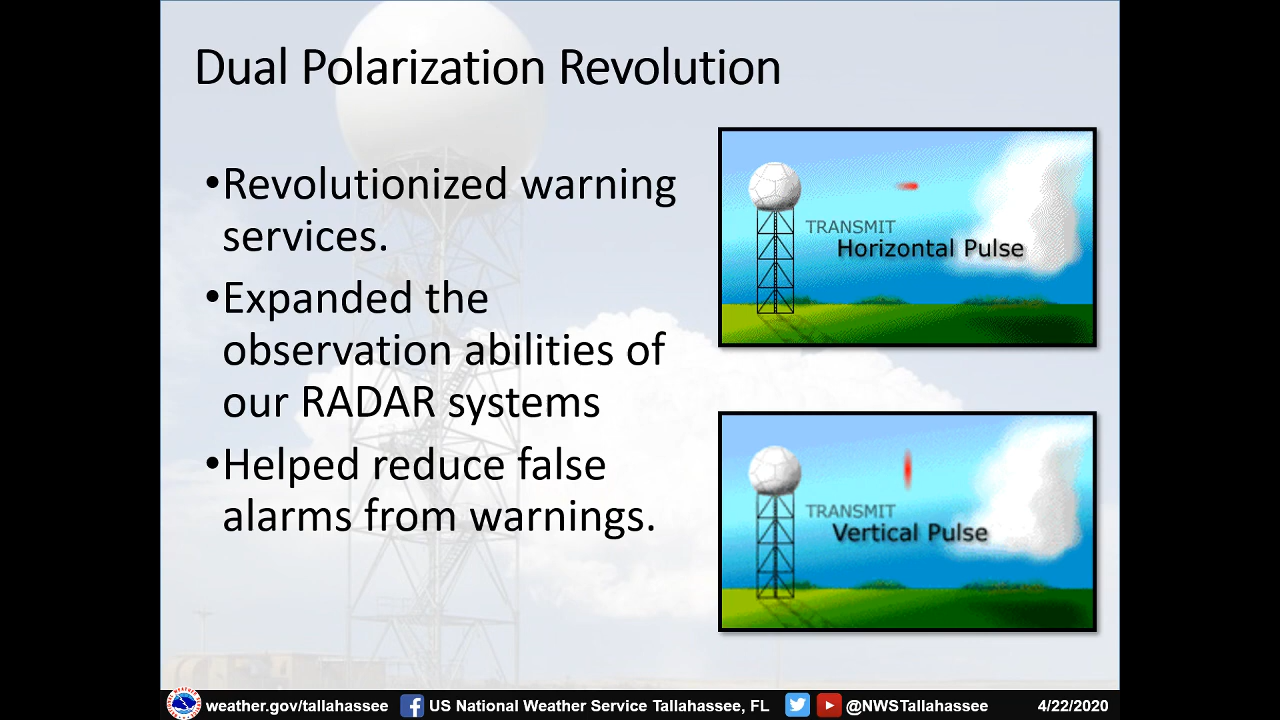 Dual Polarization Revolution
•Revolutionized warning
services.
•Expanded the
observation abilities of
our RADAR systems
•Helped reduce false
alarms from warnings.
TRANSMIT
Horizontal Pulse
TRANSMIT
Vertical Pulse
weather.gov/tallahassee US National Weather Service Tallahassee, FL @NWSTallahassee 4/22/2020